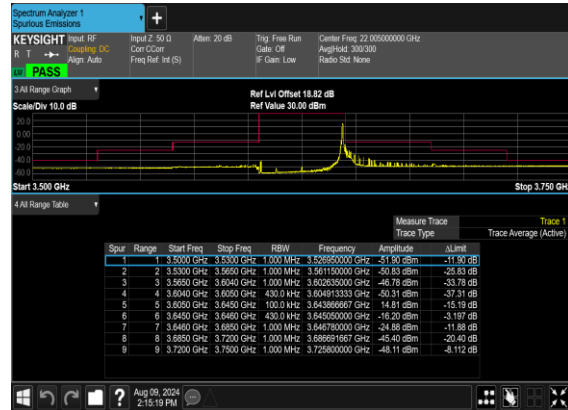 Spectrum Analyzer 1
Spurious Emissions
KEYSIGHT Input: RF Input Z: 50 Ω Atten: 20 dB Trig: Free Run Center Freq: 22.005000000 GHz
R T Coupling: DC Corr CCorr Gate: Off Avg|Hold: 300/300
Align: Auto Freq Ref: Int (S) IF Gain: Low Radio Std: None
PASS
3 All Range Graph Ref Lvl Offset 18.82 dB
Scale/Div 10.0 dB Ref Value 30.00 dBm
20.0
0.00
-20.0
-40.0
-60.0
Start 3.500 GHz Stop 3.750 GHz
4 All Range Table
Measure Trace Trace 1
Trace Type Trace Average (Active)
Spur Range Start Freq Stop Freq RBW Frequency Amplitude ΔLimit
1 1 3.5000 GHz 3.5300 GHz 1.000 MHz 3.526950000 GHz -51.90 dBm -11.90 dB
2 2 3.5300 GHz 3.5650 GHz 1.000 MHz 3.561150000 GHz -50.83 dBm -25.83 dB
3 3 3.5650 GHz 3.6040 GHz 1.000 MHz 3.602635000 GHz -46.78 dBm -33.78 dB
4 4 3.6040 GHz 3.6050 GHz 430.0 kHz 3.604913333 GHz -50.31 dBm -37.31 dB
5 5 3.6050 GHz 3.6450 GHz 100.0 kHz 3.643866667 GHz 14.81 dBm -15.19 dB
6 6 3.6450 GHz 3.6460 GHz 430.0 kHz 3.645050000 GHz -16.20 dBm -3.197 dB
7 7 3.6460 GHz 3.6850 GHz 1.000 MHz 3.646780000 GHz -24.88 dBm -11.88 dB
8 8 3.6850 GHz 3.7200 GHz 1.000 MHz 3.686691667 GHz -45.40 dBm -20.40 dB
9 9 3.7200 GHz 3.7500 GHz 1.000 MHz 3.725800000 GHz -48.11 dBm -8.112 dB
? Aug 09, 2024
2:15:19 PM